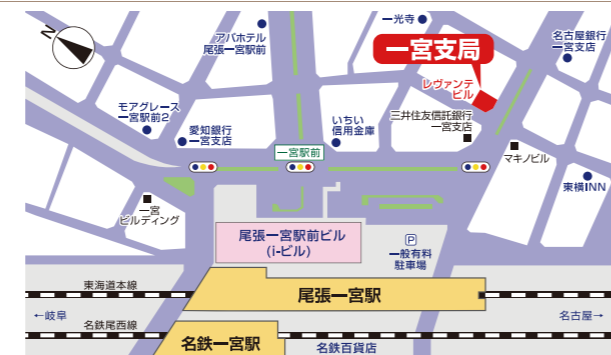 N
アパホテル
尾張一宮駅前
一光寺
一宮支局
名古屋銀行
一宮支店
レヴァンテ
ビル
モアグレース
一宮駅前2
愛知銀行
一宮支店
いちい
信用金庫
三井住友信託銀行
一宮支店
一宮駅前
マキノビル
東横INN
一宮
ビルディング
尾張一宮駅前ビル
(i-ビル)
P
一般有料
駐車場
東海道本線
尾張一宮駅
←岐阜
名古屋→
名鉄尾西線
名鉄一宮駅
名鉄百貨店